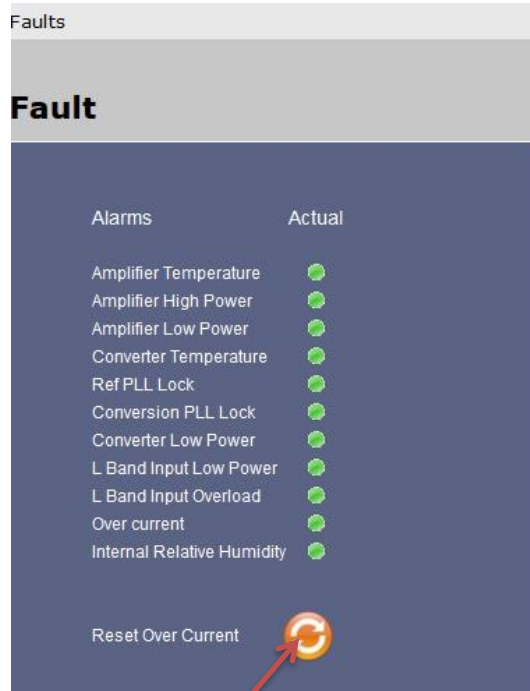 Faults
Fault
Alarms Actual
Amplifier Temperature
Amplifier High Power
Amplifier Low Power
Converter Temperature
Ref PLL Lock
Conversion PLL Lock
Converter Low Power
L Band Input Low Power
L Band Input Overload
Over current
Internal Relative Humidity
Reset Over Current